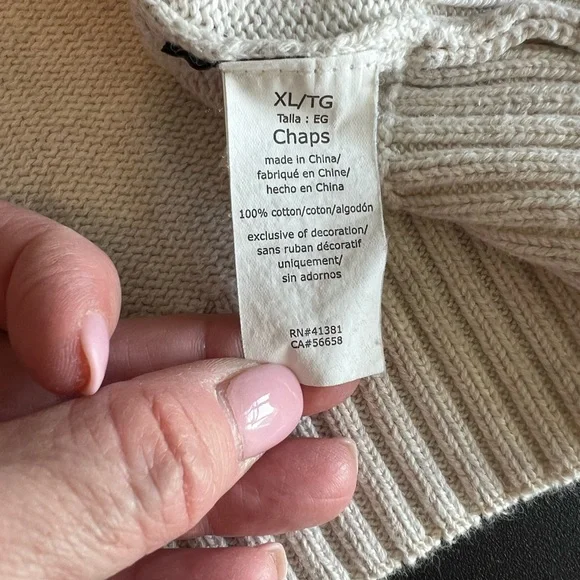 XL/TG
Talla : EG
Chaps
made in China/
fabriqué en Chine/
hecho en China
100% cotton/coton/algodón
exclusive of decoration/
sans ruban décoratif
uniquement/
sin adornos
RN#41381
CA#56658